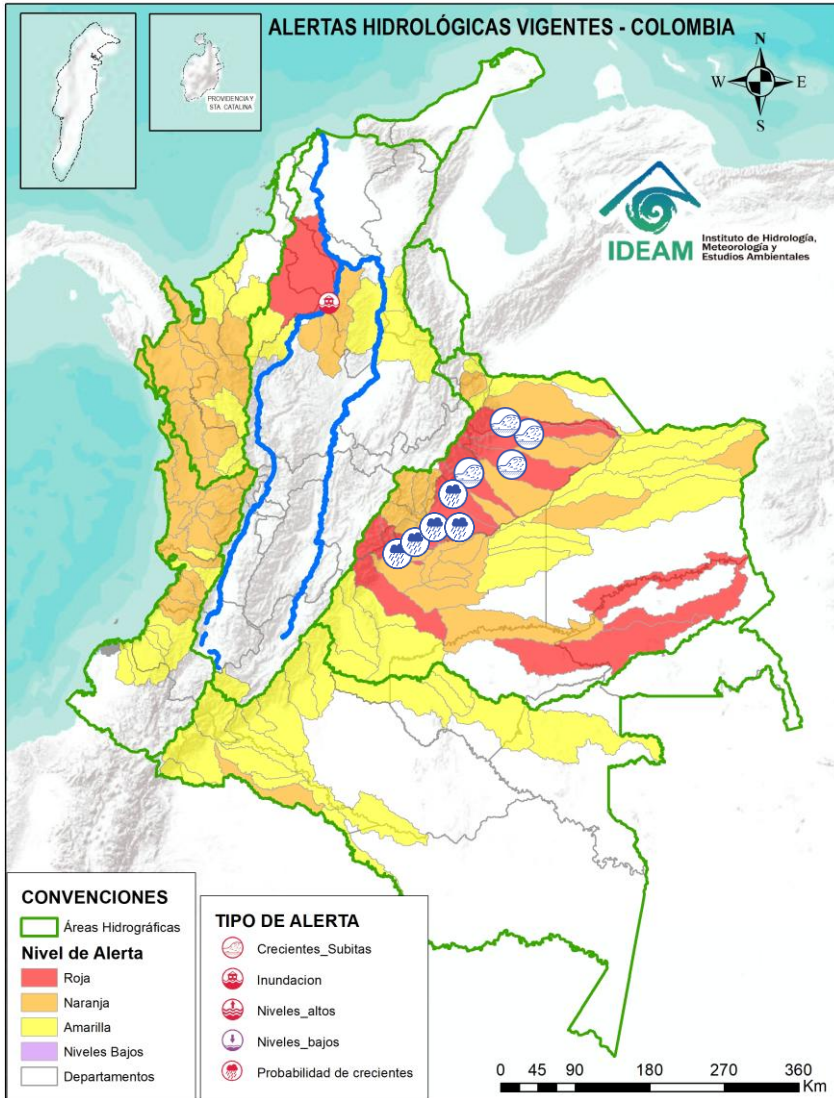 ALERTAS HIDROLÓGICAS VIGENTES - COLOMBIA
PROVIDENCIA Y
STA CATALINA
N
W
E
S
IDEAM
Instituto de Hidrología,
Meteorología y
Estudios Ambientales
CONVENCIONES
Áreas Hidrográficas
Nivel de Alerta
Roja
Naranja
Amarilla
Niveles Bajos
Departamentos
TIPO DE ALERTA
Crecientes_Subitas
Inundacion
Niveles_altos
Niveles_bajos
Probabilidad de crecientes
0 45 90 180 270 360
Km